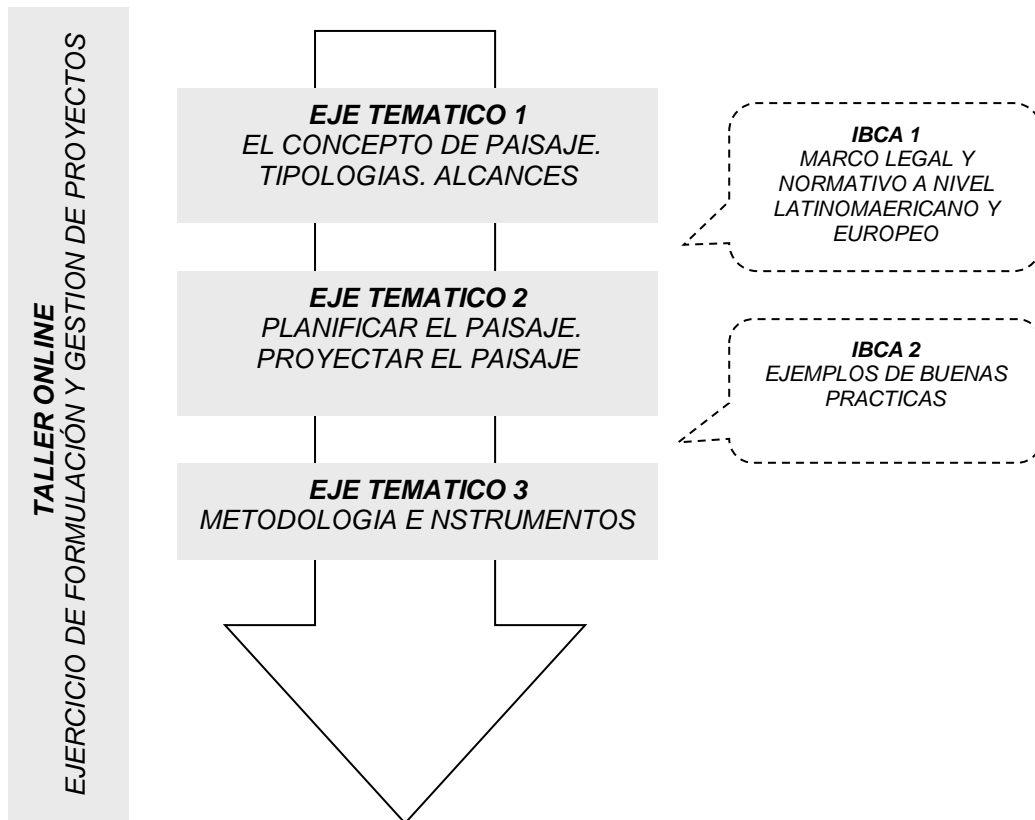 TALLER ONLINE
EJERCICIO DE FORMULACIÓN Y GESTION DE PROYECTOS
EJE TEMATICO 1
EL CONCEPTO DE PAISAJE.
TIPOLOGIAS. ALCANCES
IBCA 1
MARCO LEGAL Y
NORMATIVO A NIVEL
LATINOMAERICANO Y
EUROPEO
EJE TEMATICO 2
PLANIFICAR EL PAISAJE.
PROYECTAR EL PAISAJE
IBCA 2
EJEMPLOS DE BUENAS
PRACTICAS
EJE TEMATICO 3
METODOLOGIA E NSTRUMENTOS